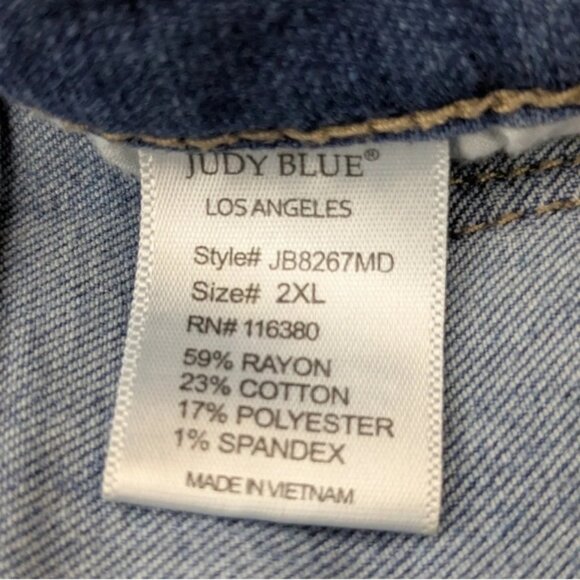 JUDY BLUE®
LOS ANGELES
Style# JB8267MD
Size# 2XL
RN# 116380
59% RAYON
23% COTTON
17% POLYESTER
1% SPANDEX
MADE IN VIETNAM